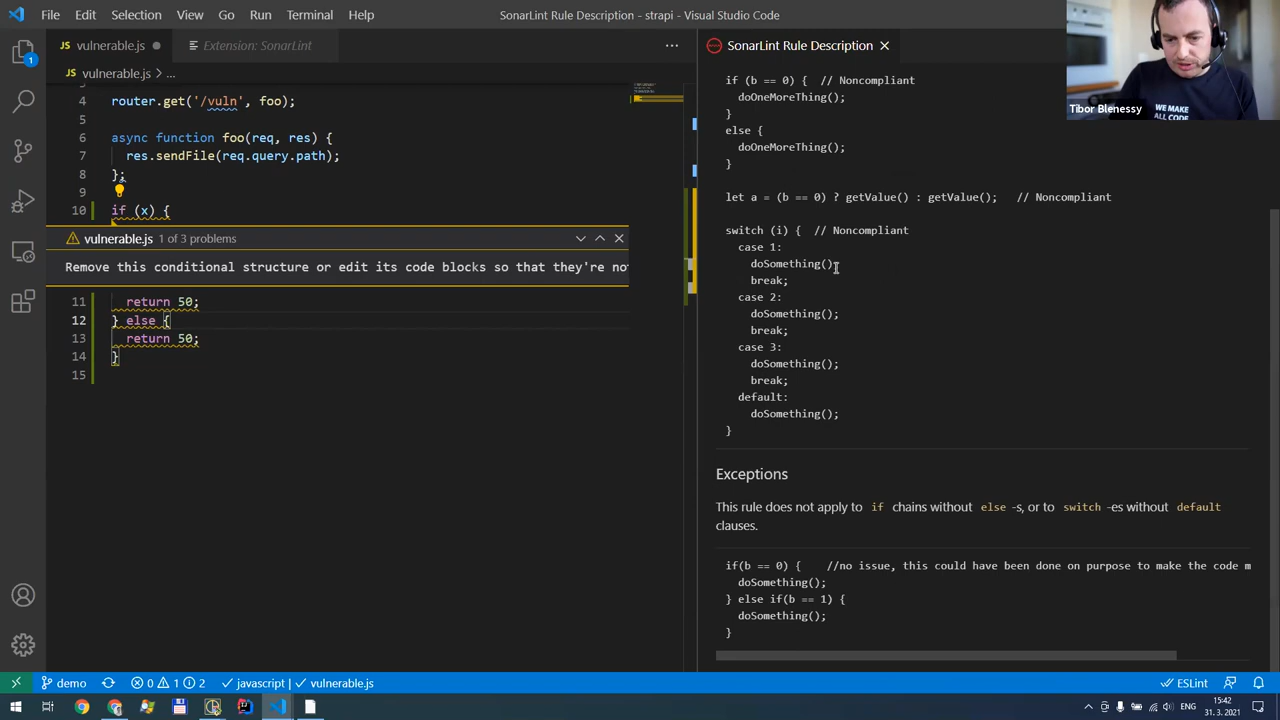 File Edit Selection View Go Run Terminal Help
SonarLint Rule Description - strapi - Visual Studio Code
vulnerable.js
Extension: SonarLint
vulnerable.js > ...
4 router.get('/vuln', foo);
5
6 async function foo(req, res) {
7 res.sendFile(req.query.path);
8 };
9
10 if (x) {
vulnerable.js 1 of 3 problems
Remove this conditional structure or edit its code blocks so that they're no
11 return 50;
12 } else {
13 return 50;
14 }
15
SonarLint Rule Description
if (b == 0) { // Noncompliant
doOneMoreThing();
}
else {
doOneMoreThing();
}
let a = (b == 0) ? getValue() : getValue(); // Noncompliant
switch (i) { // Noncompliant
case 1:
doSomething();
break;
case 2:
doSomething();
break;
case 3:
doSomething();
break;
default:
doSomething();
}
Exceptions
This rule does not apply to if chains without else -s, or to switch -es without default
clauses.
if(b == 0) { //no issue, this could have been done on purpose to make the code m
doSomething();
} else if(b == 1) {
doSomething();
}
Tibor Blenessy
WE MAKE
ALL CODE
1
demo 0 1 2 javascript vulnerable.js ESLint
ENG
15:42
31. 3. 2021